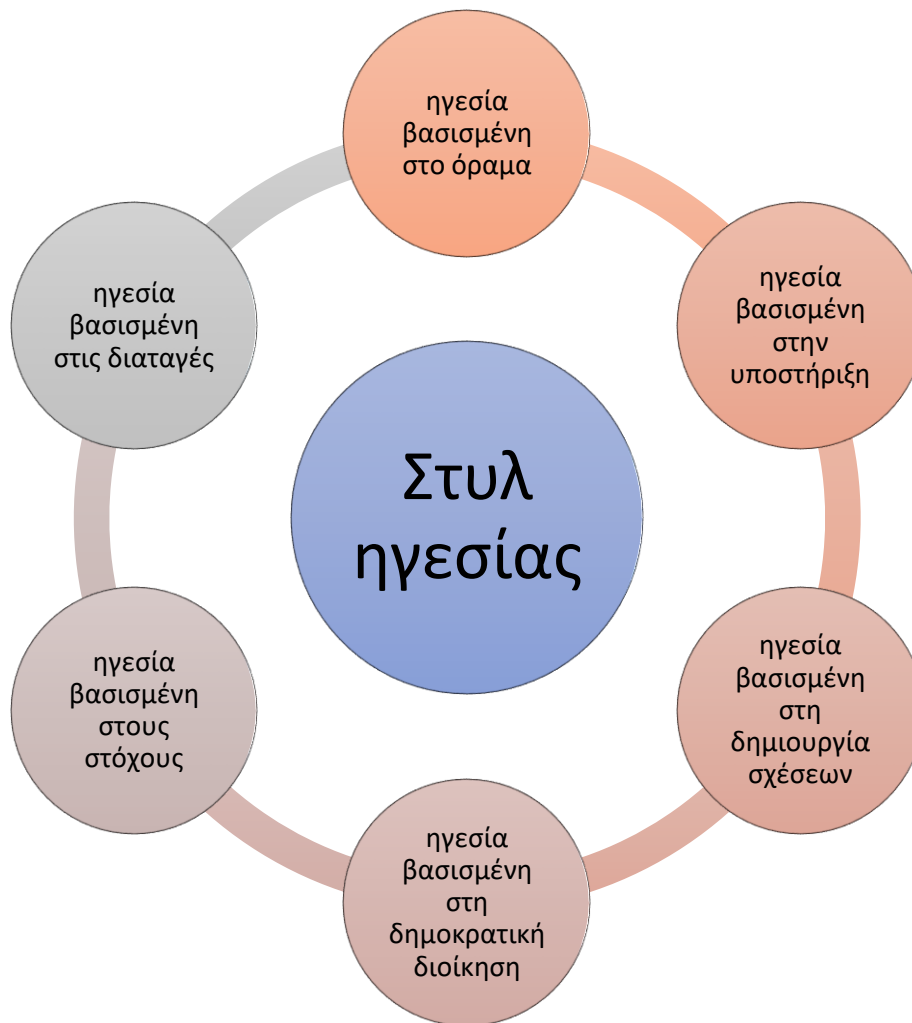 ηγεσία
βασισμένη
στο όραμα
ηγεσία
βασισμένη
στην
υποστήριξη
ηγεσία
βασισμένη
στη
δημιουργία
σχέσεων
ηγεσία
βασισμένη
στη
δημοκρατική
διοίκηση
ηγεσία
βασισμένη
στους
στόχους
ηγεσία
βασισμένη
στις διαταγές
Στυλ
ηγεσίας